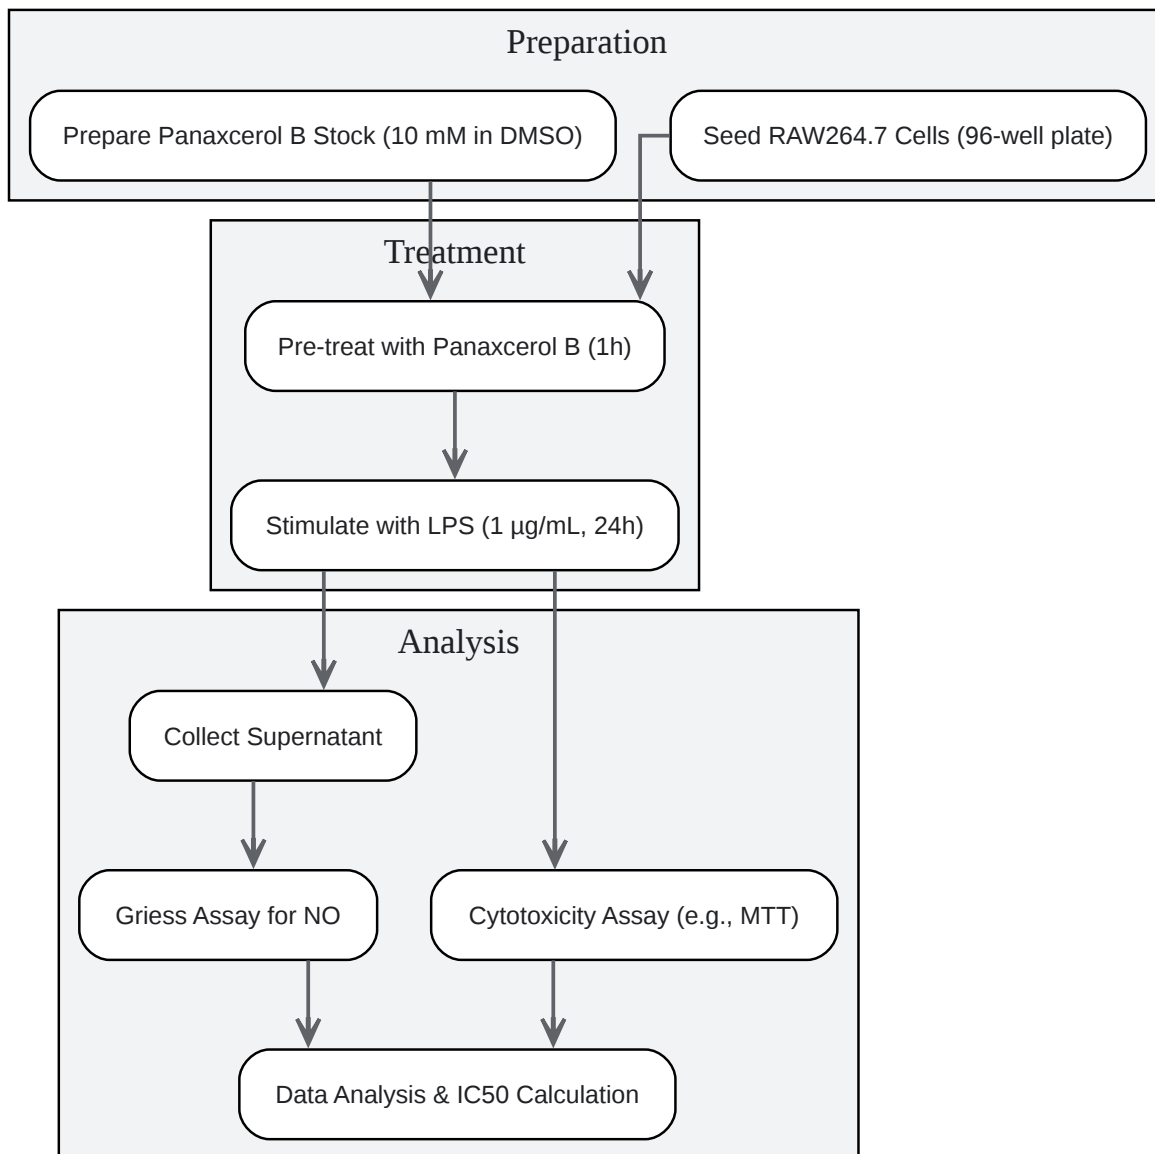 Preparation
Prepare Panaxcerol B Stock (10 mM in DMSO)
Seed RAW264.7 Cells (96-well plate)
Treatment
Pre-treat with Panaxcerol B (1h)
Stimulate with LPS (1 µg/mL, 24h)
Analysis
Collect Supernatant
Griess Assay for NO
Cytotoxicity Assay (e.g., MTT)
Data Analysis & IC50 Calculation